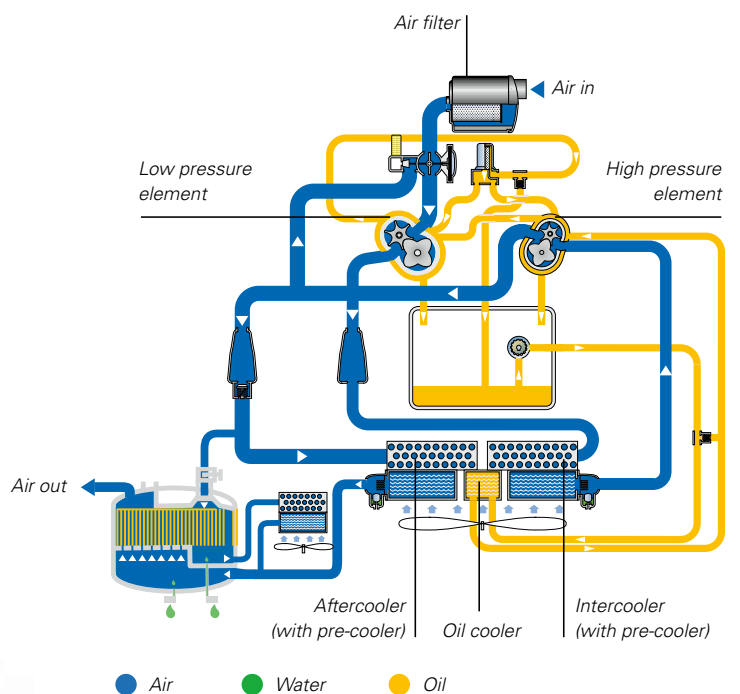 Air filter
Air in
Low pressure
element
High pressure
element
Air out
Aftercooler
(with pre-cooler)
Oil cooler
Intercooler
(with pre-cooler)
Air
Water
Oil